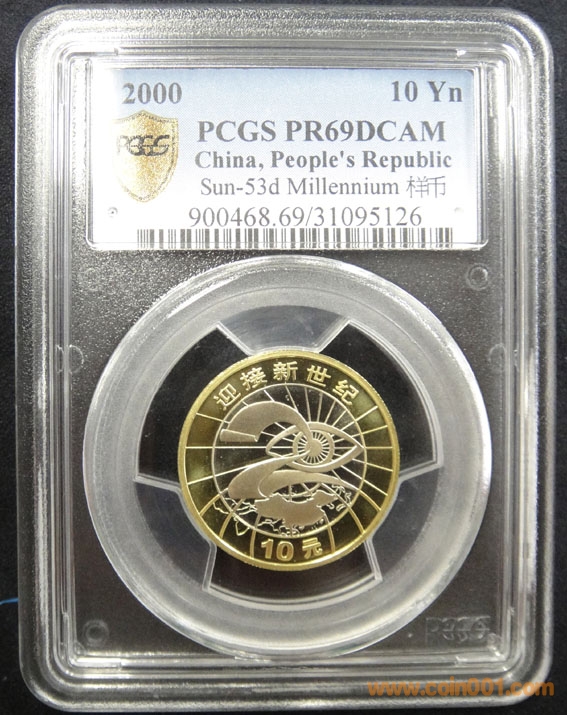 2000 10 Yn
PCGS
PCGS PR69DCAM
China, People's Republic
Sun-53d Millennium 样币
900468.69/31095126
迎接新世纪
10元
PCGS
www.coin001.com